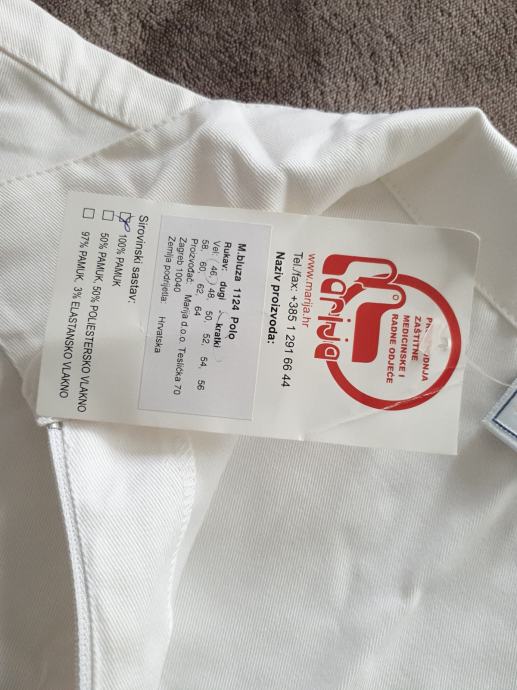 PROIZVODNJA
ZAŠTITNE
MEDICINSKE I
RADNE ODJEĆE
marija
www.marija.hr
Tel./fax: +385 1 291 66 44
Naziv proizvoda:
M.bluza 1124 Polo
Rukav: dugi kratki
Vel: (46,) 48, 50, 52, 54, 56
58, 60, 62, 64
Proizvođač: Marija d.o.o. Teslička 70
Zagreb 10040
Zemlja podrijetla: Hrvatska
Sirovinski sastav:
100% PAMUK
50% PAMUK, 50% POLIESTERSKO VLAKNO
97% PAMUK, 3% ELASTANSKO VLAKNO